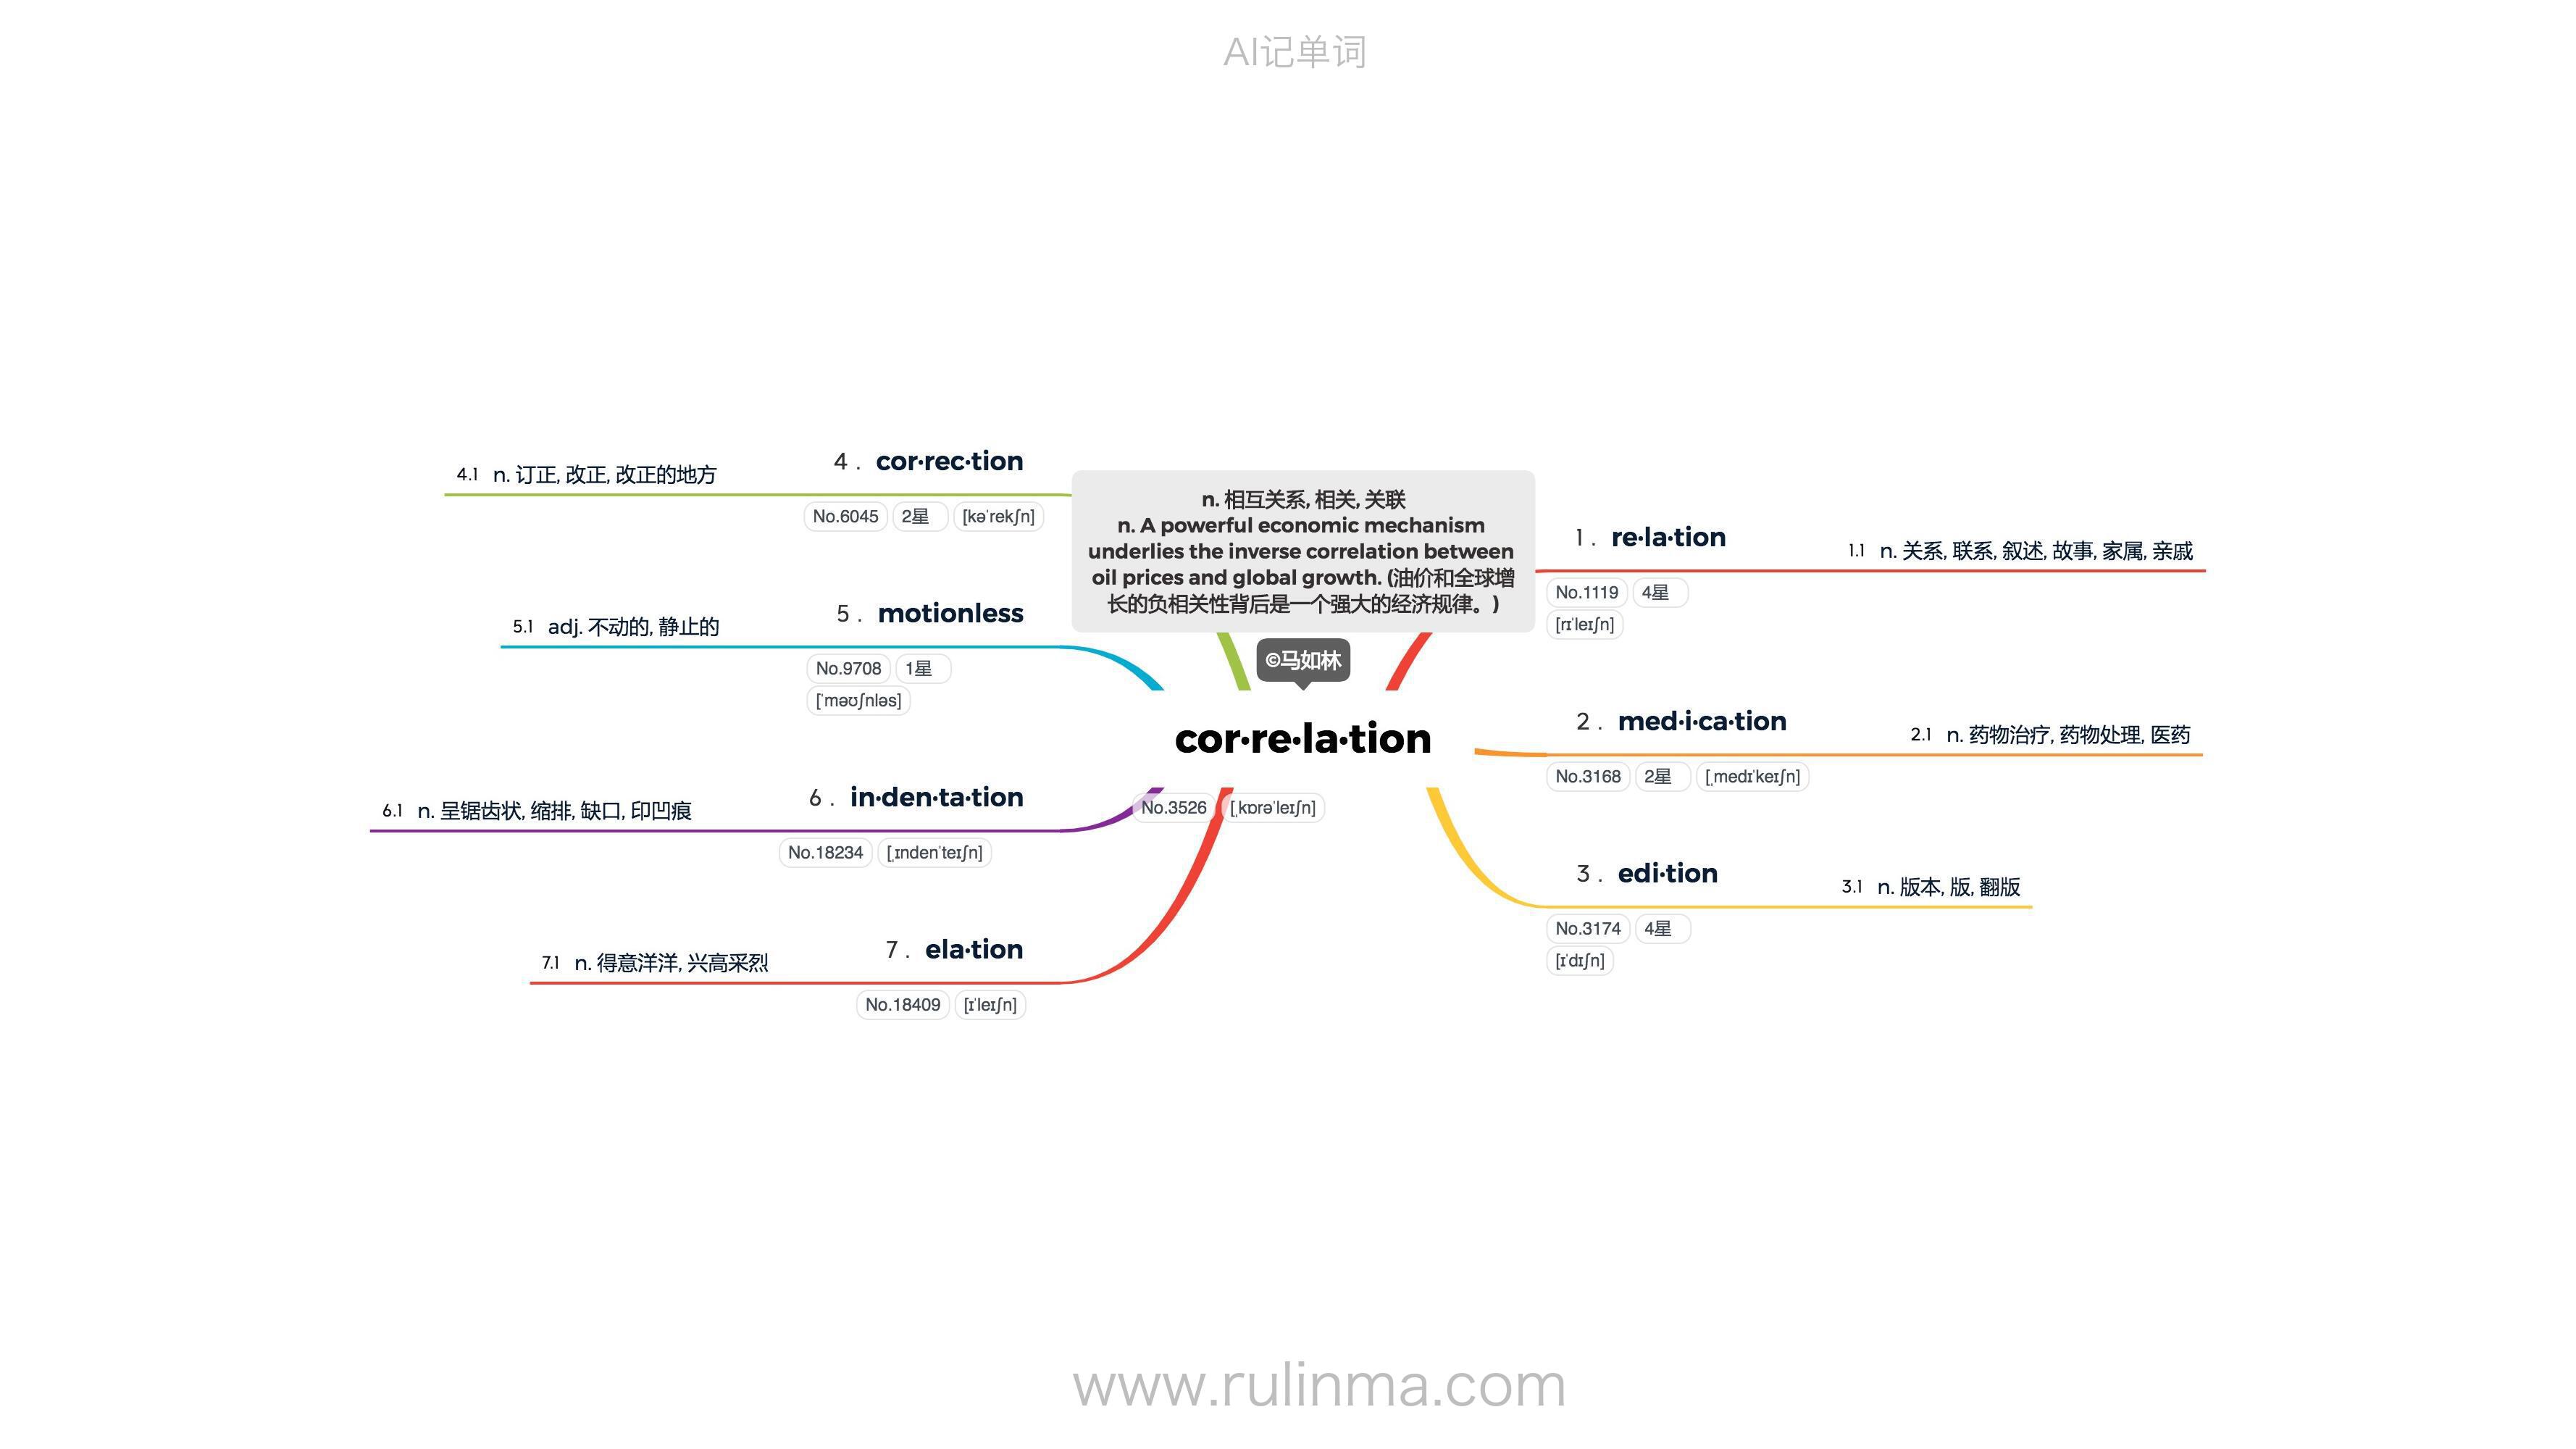 AI记单词
n. 相互关系, 相关, 关联
n. A powerful economic mechanism
underlies the inverse correlation between
oil prices and global growth. (油价和全球增
长的负相关性背后是一个强大的经济规律。)
©马如林
cor·re·la·tion
No.3526 [ˌkɒrəˈleɪʃn]
1 . re·la·tion
1.1 n. 关系, 联系, 叙述, 故事, 家属, 亲戚
No.1119 4星
[rɪˈleɪʃn]
2 . med·i·ca·tion
2.1 n. 药物治疗, 药物处理, 医药
No.3168 2星 [ˌmedɪˈkeɪʃn]
3 . edi·tion
3.1 n. 版本, 版, 翻版
No.3174 4星
[ɪˈdɪʃn]
4 . cor·rec·tion
4.1 n. 订正, 改正, 改正的地方
No.6045 2星 [kəˈrekʃn]
5 . motionless
5.1 adj. 不动的, 静止的
No.9708 1星
[ˈməʊʃnləs]
6 . in·den·ta·tion
6.1 n. 呈锯齿状, 缩排, 缺口, 印凹痕
No.18234 [ˌɪndenˈteɪʃn]
7 . ela·tion
7.1 n. 得意洋洋, 兴高采烈
No.18409 [ɪˈleɪʃn]
www.rulinma.com